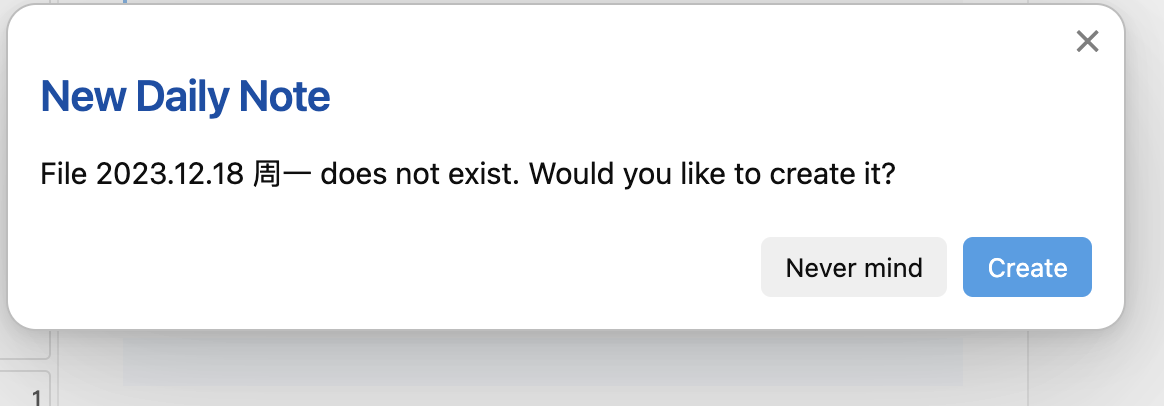 New Daily Note
File 2023.12.18 周一 does not exist. Would you like to create it?
Never mind
Create
1